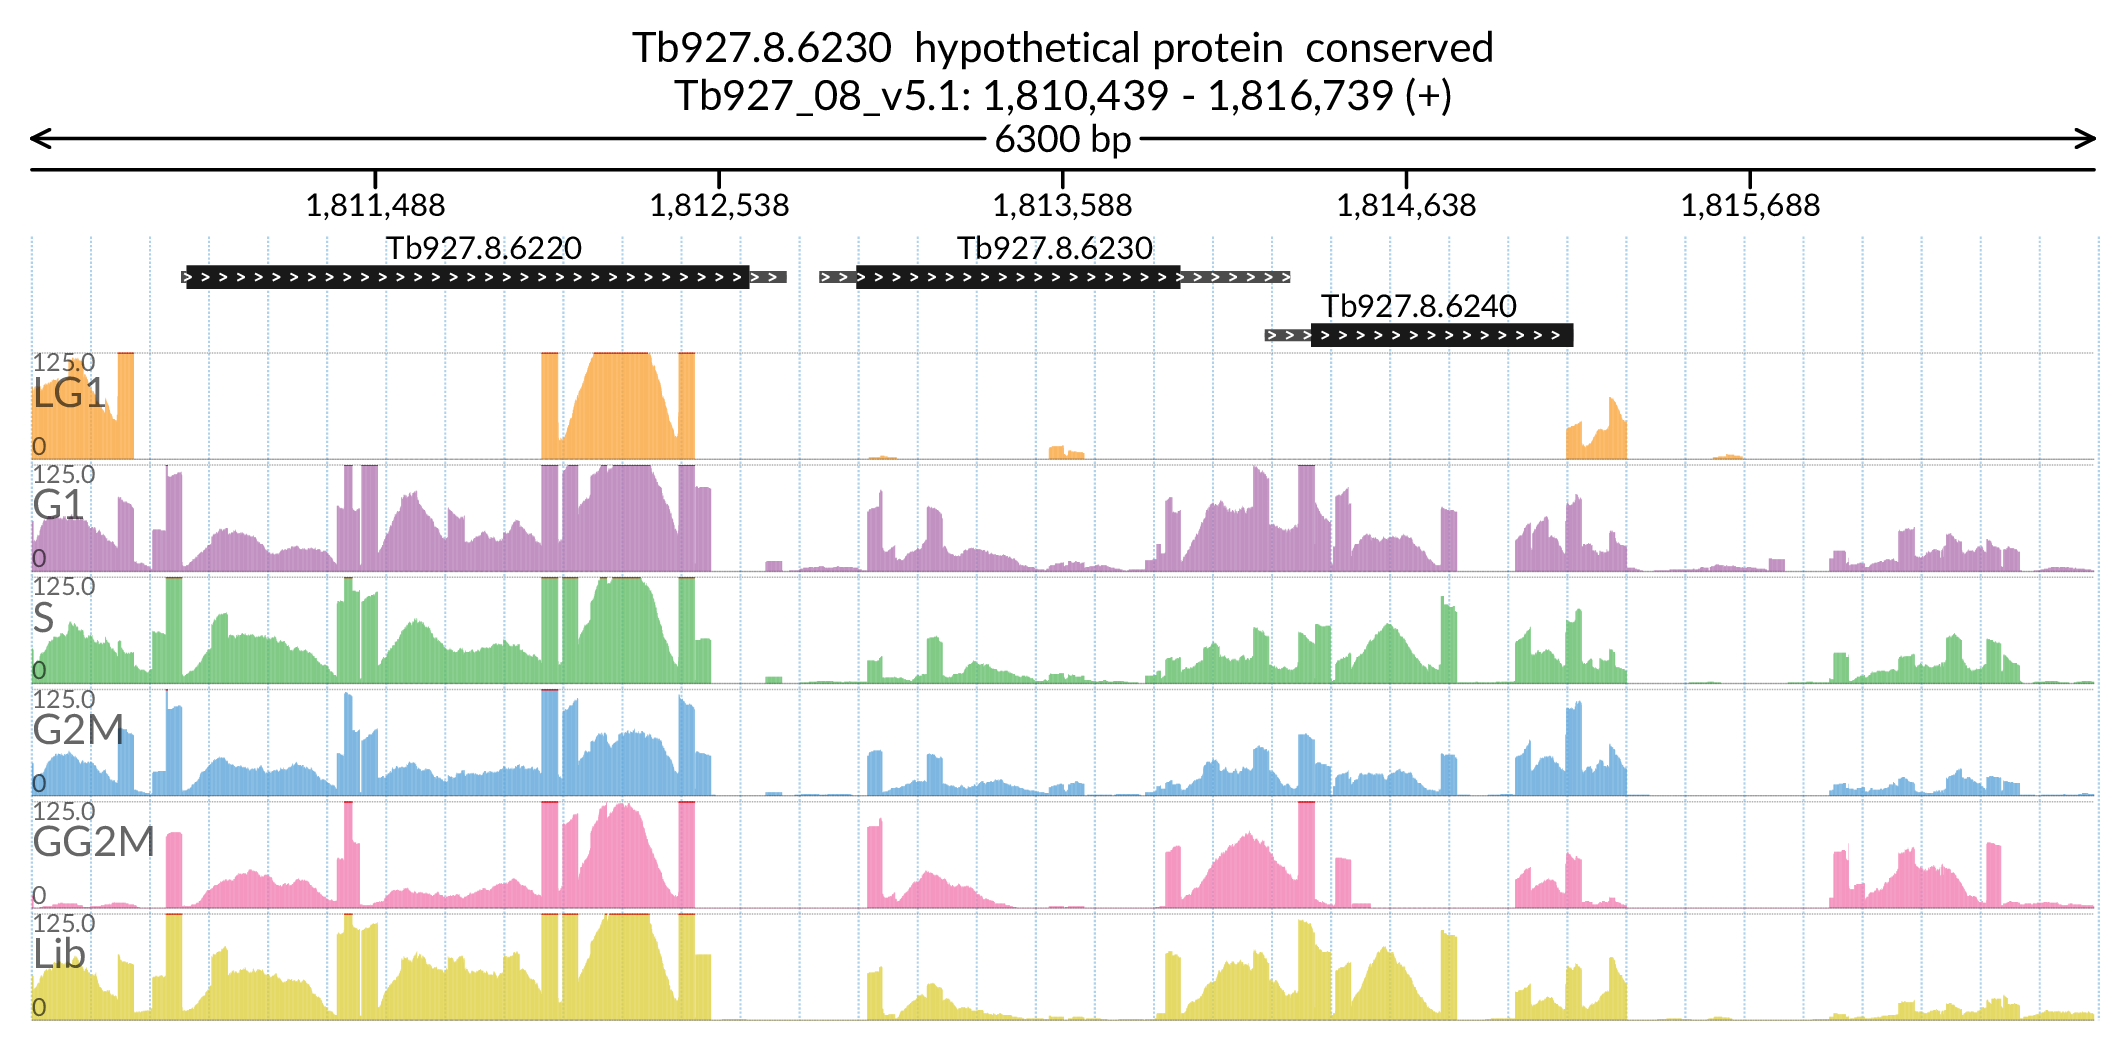 Tb927.8.6230  hypothetical protein  conserved
Tb927_08_v5.1: 1,810,439 - 1,816,739 (+)
6300 bp
1,811,488 1,812,538 1,813,588 1,814,638 1,815,688
Tb927.8.6220 Tb927.8.6230
Tb927.8.6240
125.0
LG1
0
125.0
G1
0
125.0
S
0
125.0
G2M
0
125.0
GG2M
0
125.0
Lib
0